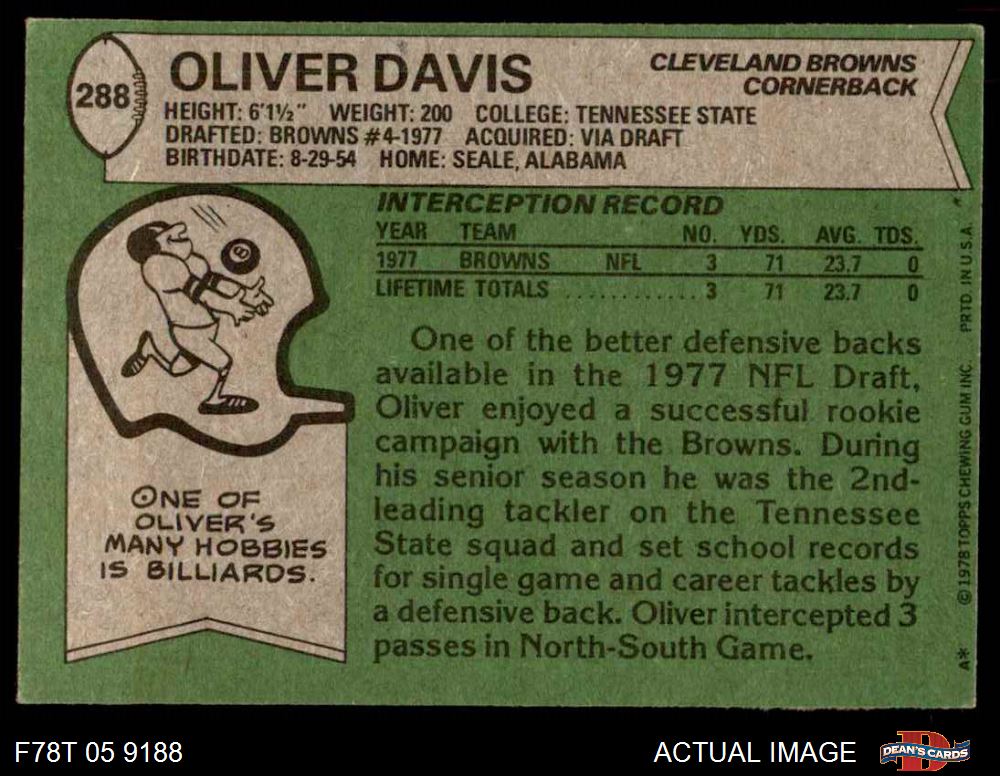 288
OLIVER DAVIS
CLEVELAND BROWNS
CORNERBACK
HEIGHT: 6'1½" WEIGHT: 200 COLLEGE: TENNESSEE STATE
DRAFTED: BROWNS #4-1977 ACQUIRED: VIA DRAFT
BIRTHDATE: 8-29-54 HOME: SEALE, ALABAMA
INTERCEPTION RECORD
YEAR TEAM NO. YDS. AVG. TDS.
1977 BROWNS NFL 3 71 23.7 0
LIFETIME TOTALS ............ 3 71 23.7 0
8
ONE OF
OLIVER'S
MANY HOBBIES
IS BILLIARDS.
One of the better defensive backs
available in the 1977 NFL Draft,
Oliver enjoyed a successful rookie
campaign with the Browns. During
his senior season he was the 2nd-
leading tackler on the Tennessee
State squad and set school records
for single game and career tackles by
a defensive back. Oliver intercepted 3
passes in North-South Game.
A* ©1978 TOPPS CHEWING GUM INC. PRTD. IN U.S.A.
F78T 05 9188
ACTUAL IMAGE
D
DEAN'S CARDS